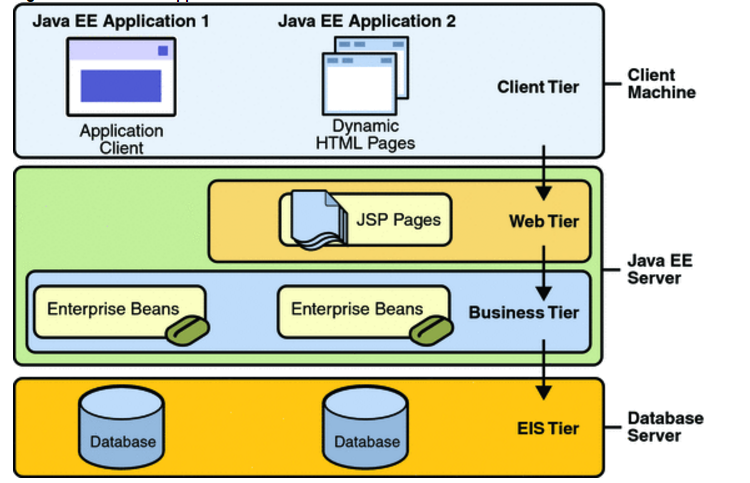 Java EE Application 1
Java EE Application 2
Application
Client
Dynamic
HTML Pages
Client Tier
Client
Machine
JSP Pages
Web Tier
Java EE
Server
Enterprise Beans
Enterprise Beans
Business Tier
Database
Database
EIS Tier
Database
Server